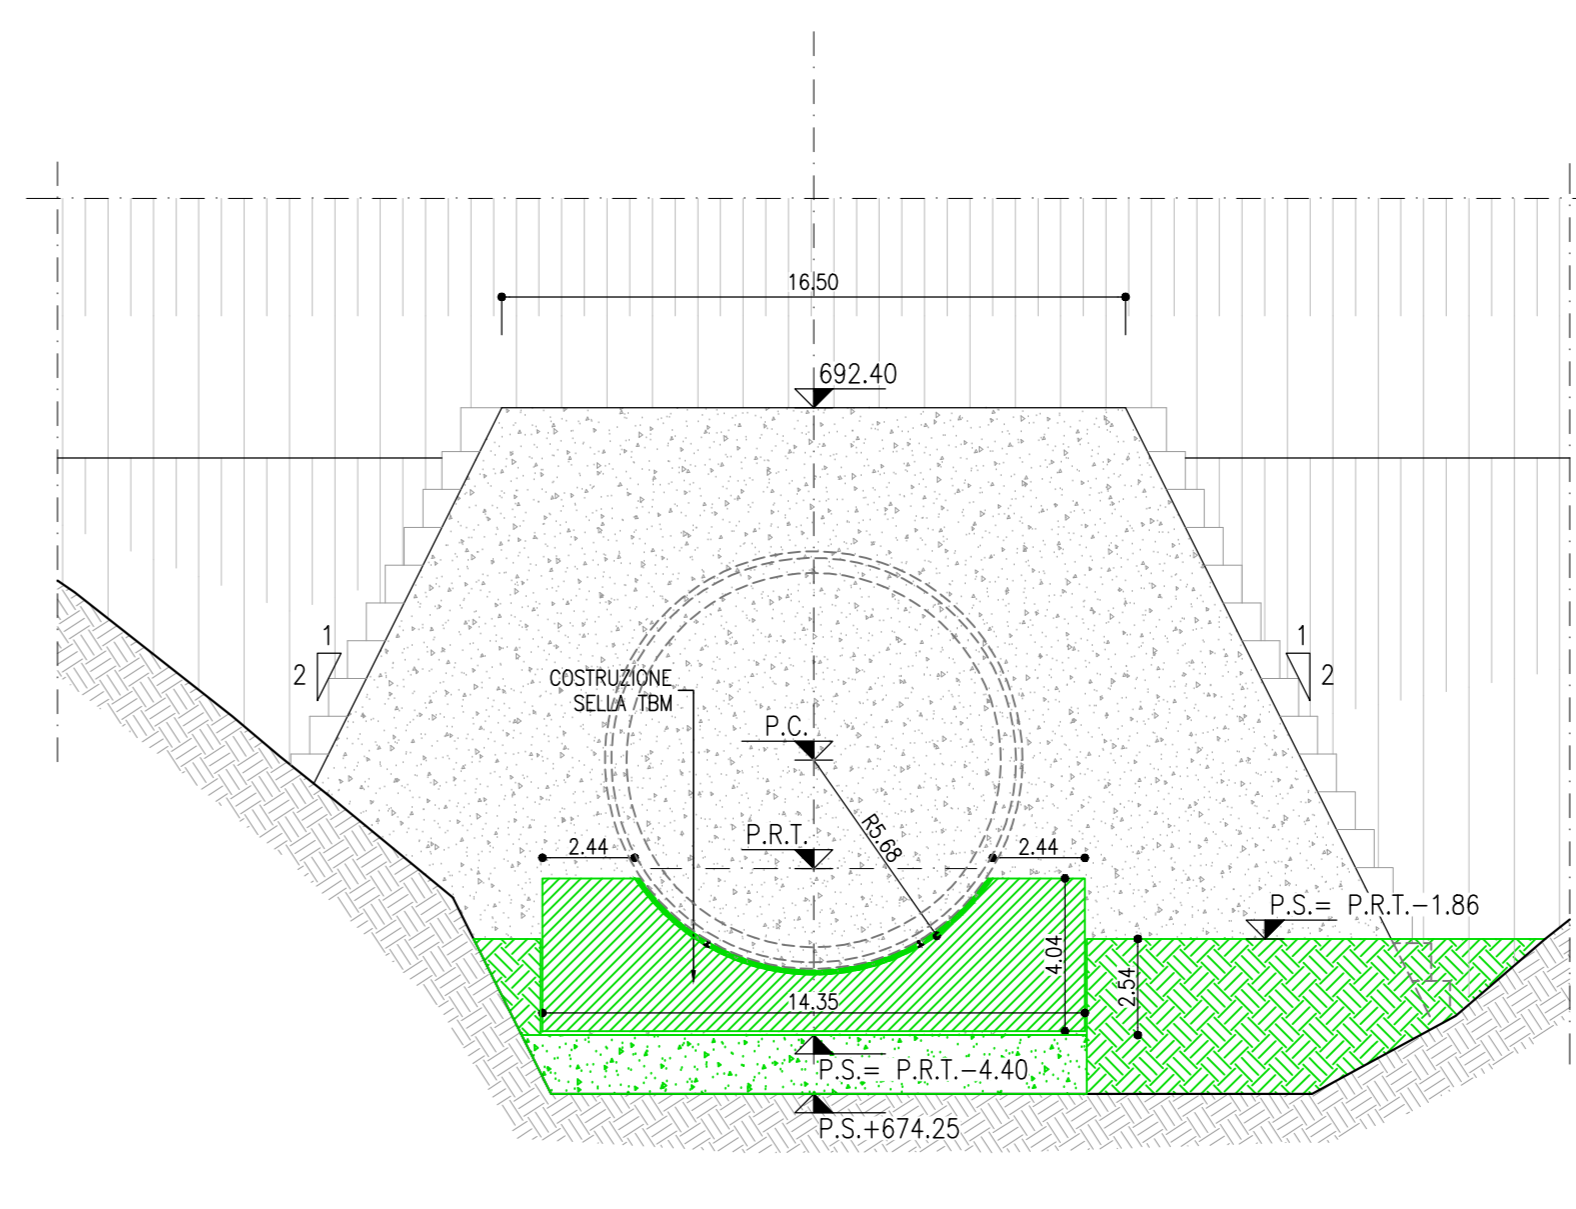 16.50
692.40
1
2
1
2
COSTRUZIONE
SELLA TBM
P.C.
P.R.T.
R5.68
2.44
2.44
P.S.= P.R.T.-1.86
4.04
2.54
14.35
P.S.= P.R.T.-4.40
P.S.+674.25